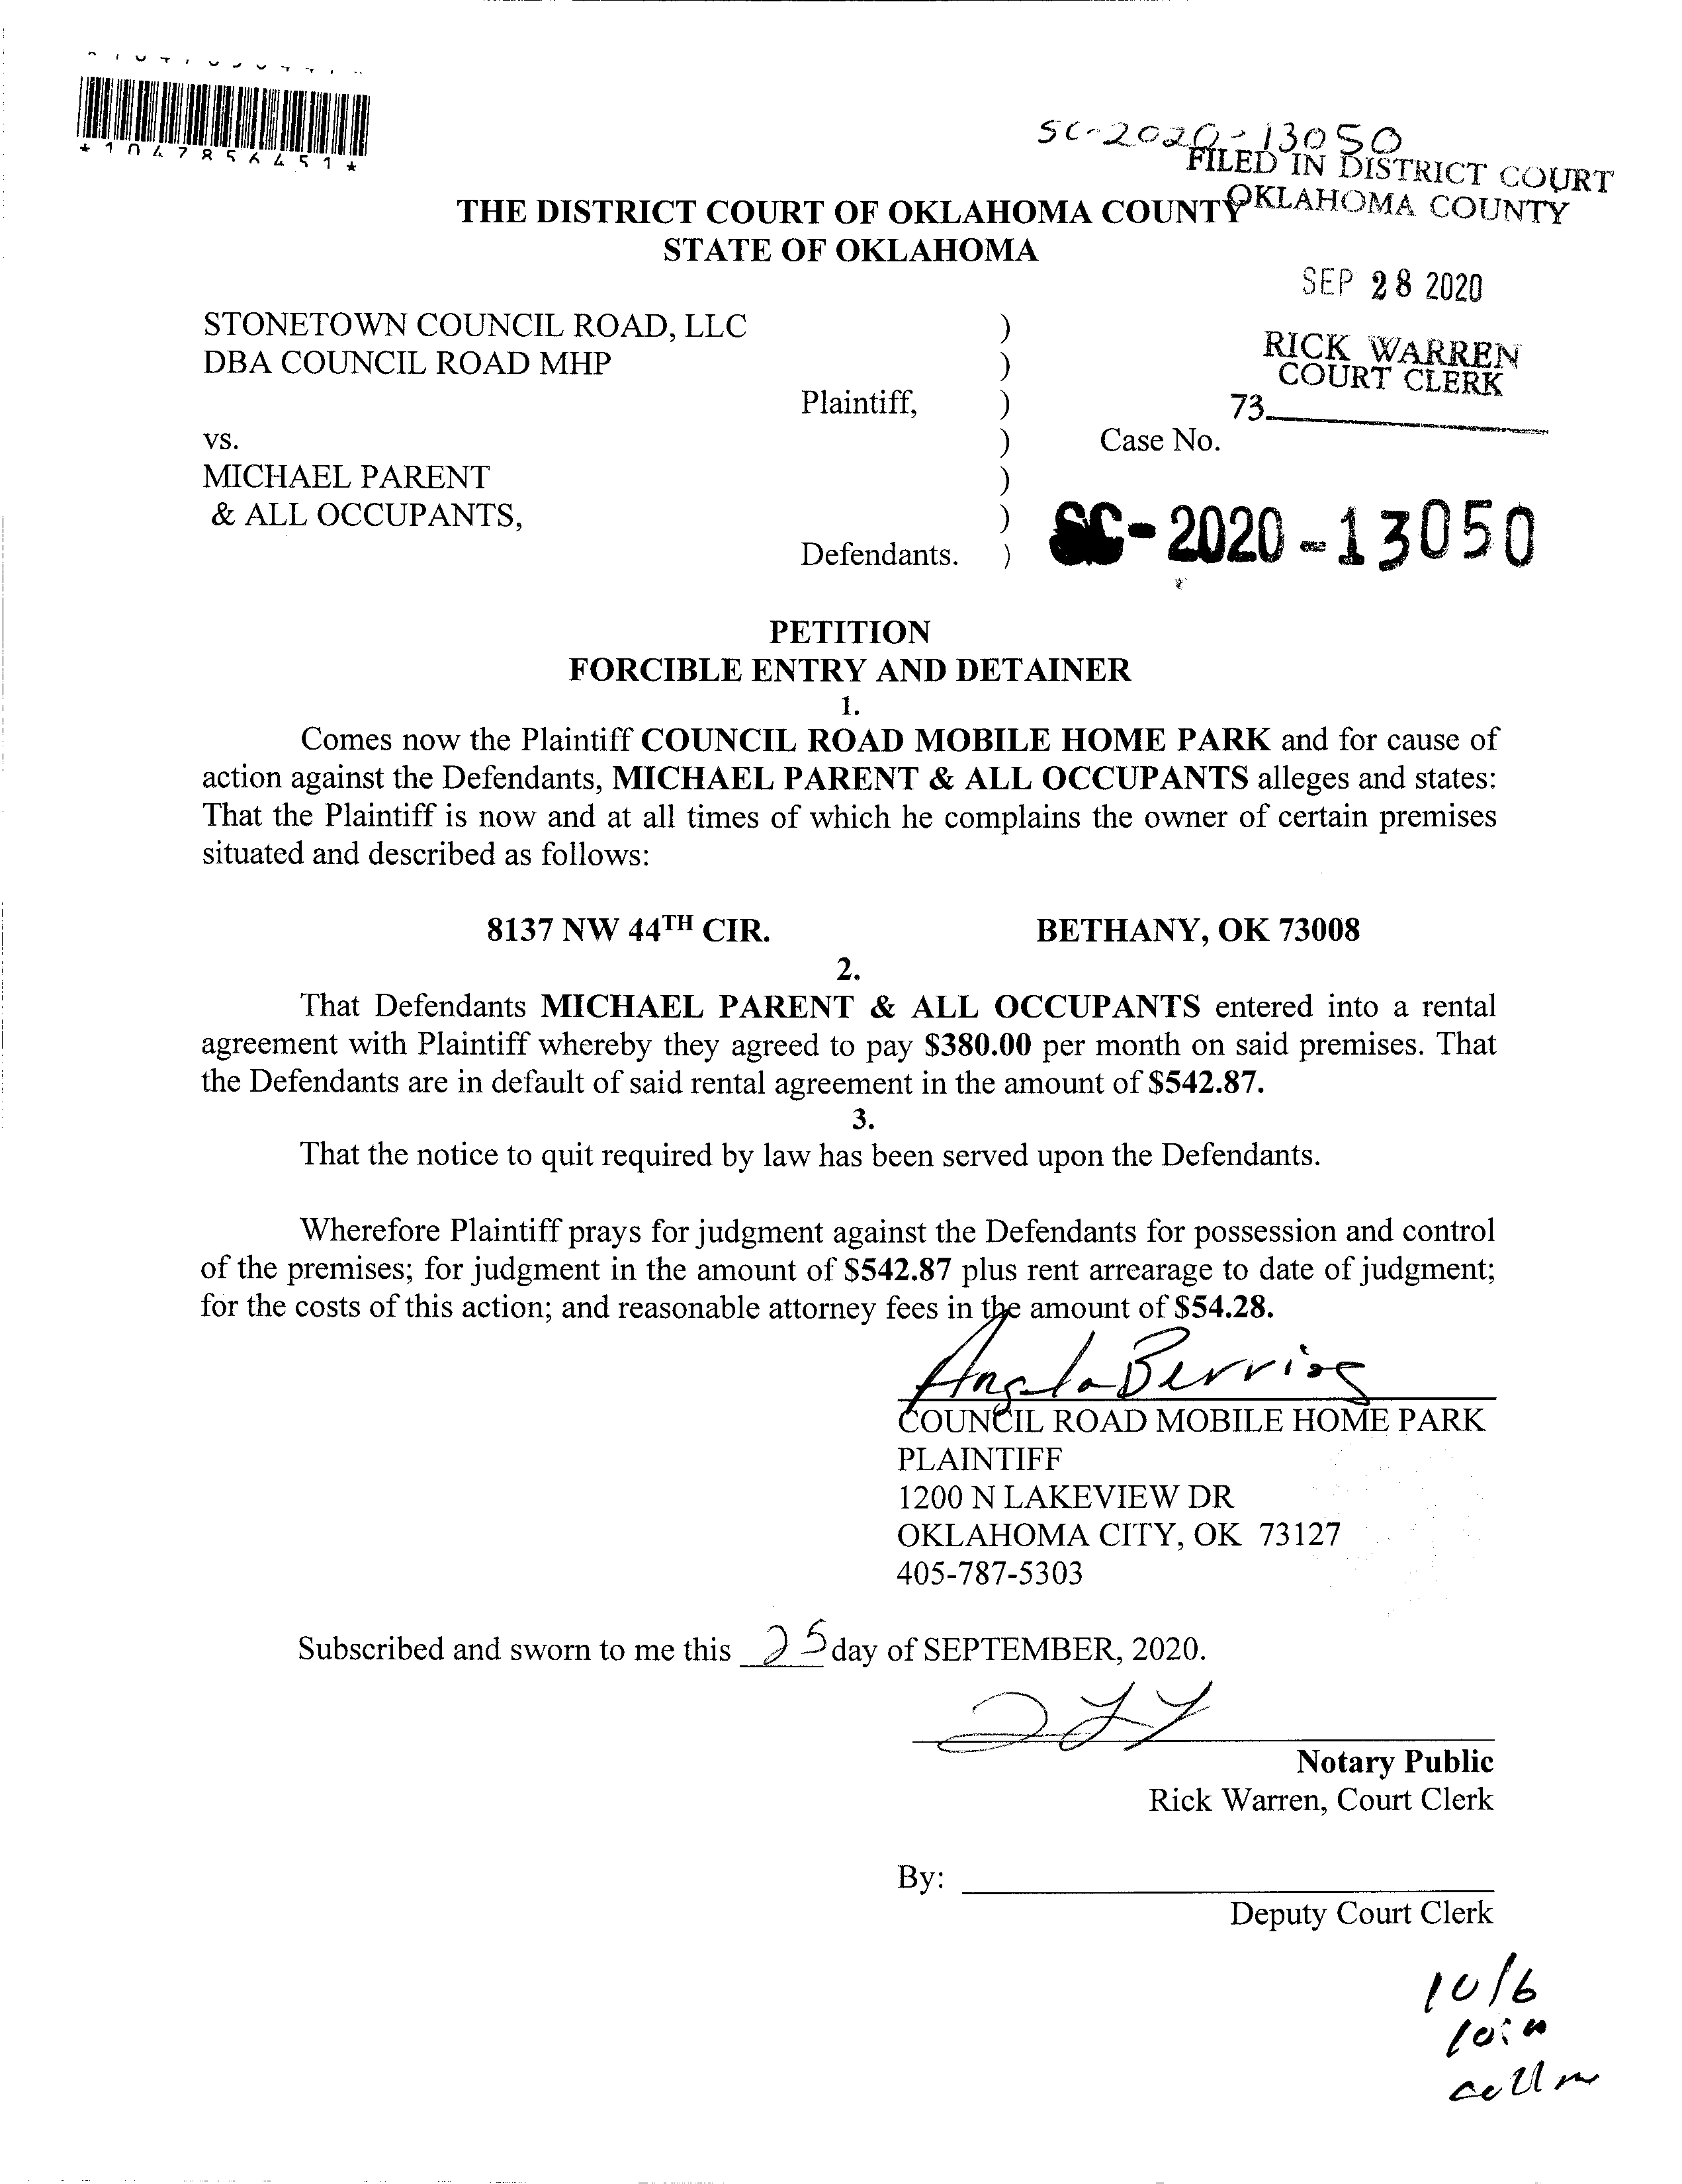 *1047856451*
SC-2020-13050
FILED IN DISTRICT COURT
OKLAHOMA COUNTY
THE DISTRICT COURT OF OKLAHOMA COUNTY
STATE OF OKLAHOMA
SEP 28 2020
STONETOWN COUNCIL ROAD, LLC )
DBA COUNCIL ROAD MHP )
RICK WARREN
COURT CLERK
Plaintiff, )
73
vs. ) Case No.
MICHAEL PARENT )
& ALL OCCUPANTS, )
SC-2020-13050
Defendants. )
PETITION
FORCIBLE ENTRY AND DETAINER
1.
Comes now the Plaintiff COUNCIL ROAD MOBILE HOME PARK and for cause of
action against the Defendants, MICHAEL PARENT & ALL OCCUPANTS alleges and states:
That the Plaintiff is now and at all times of which he complains the owner of certain premises
situated and described as follows:
8137 NW 44TH CIR. BETHANY, OK 73008
2.
That Defendants MICHAEL PARENT & ALL OCCUPANTS entered into a rental
agreement with Plaintiff whereby they agreed to pay $380.00 per month on said premises. That
the Defendants are in default of said rental agreement in the amount of $542.87.
3.
That the notice to quit required by law has been served upon the Defendants.
Wherefore Plaintiff prays for judgment against the Defendants for possession and control
of the premises; for judgment in the amount of $542.87 plus rent arrearage to date of judgment;
for the costs of this action; and reasonable attorney fees in the amount of $54.28.
Angela Berrios
COUNCIL ROAD MOBILE HOME PARK
PLAINTIFF
1200 N LAKEVIEW DR
OKLAHOMA CITY, OK 73127
405-787-5303
Subscribed and sworn to me this 25 day of SEPTEMBER, 2020.
Notary Public
Rick Warren, Court Clerk
By:
Deputy Court Clerk
10/6